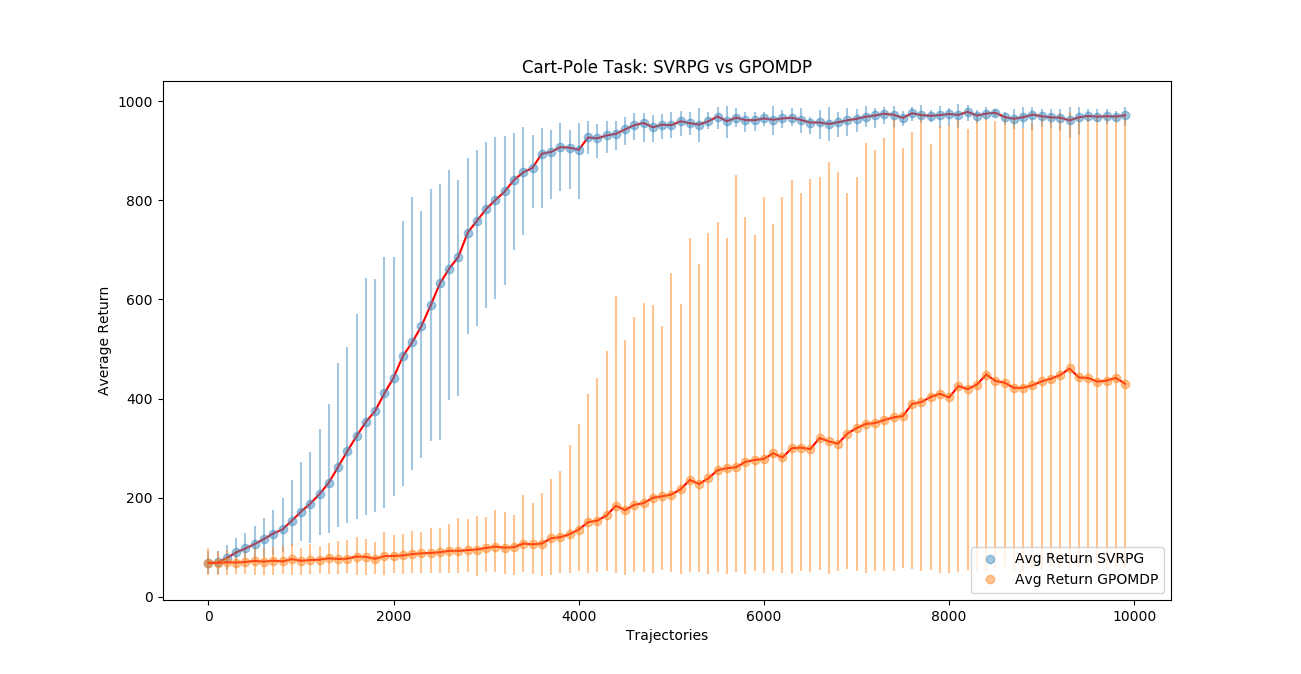 Cart-Pole Task: SVRPG vs GPOMDP
1000
800
600
400
200
0
Average Return
0 2000 4000 6000 8000 10000
Trajectories
Avg Return SVRPG
Avg Return GPOMDP